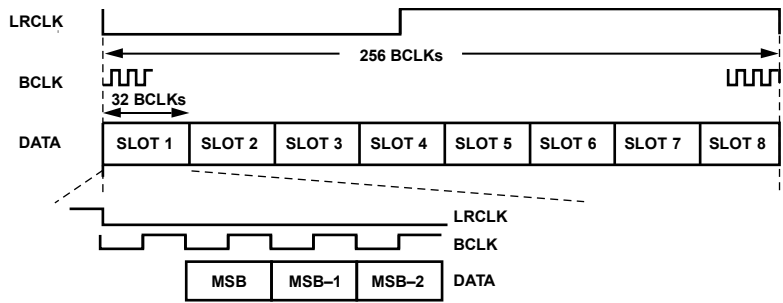 LRCLK
256 BCLKs
BCLK
32 BCLKs
DATA SLOT 1 SLOT 2 SLOT 3 SLOT 4 SLOT 5 SLOT 6 SLOT 7 SLOT 8
LRCLK
BCLK
MSB MSB–1 MSB–2 DATA